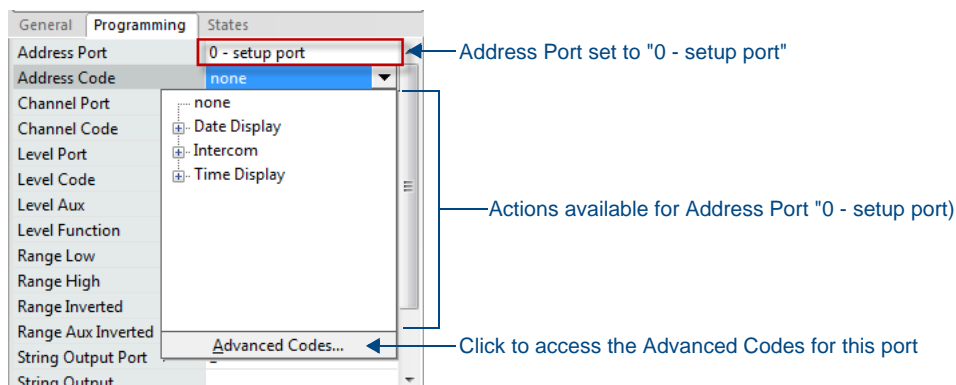 General Programming States
Address Port 0 - setup port
Address Port set to "0 - setup port"
Address Code none
Channel Port
Channel Code
Level Port
Level Code
Level Aux
Level Function
Range Low
Range High
Range Inverted
Range Aux Inverted
String Output Port
String Output
none
Date Display
Intercom
Time Display
Advanced Codes...
Actions available for Address Port "0 - setup port)
Click to access the Advanced Codes for this port